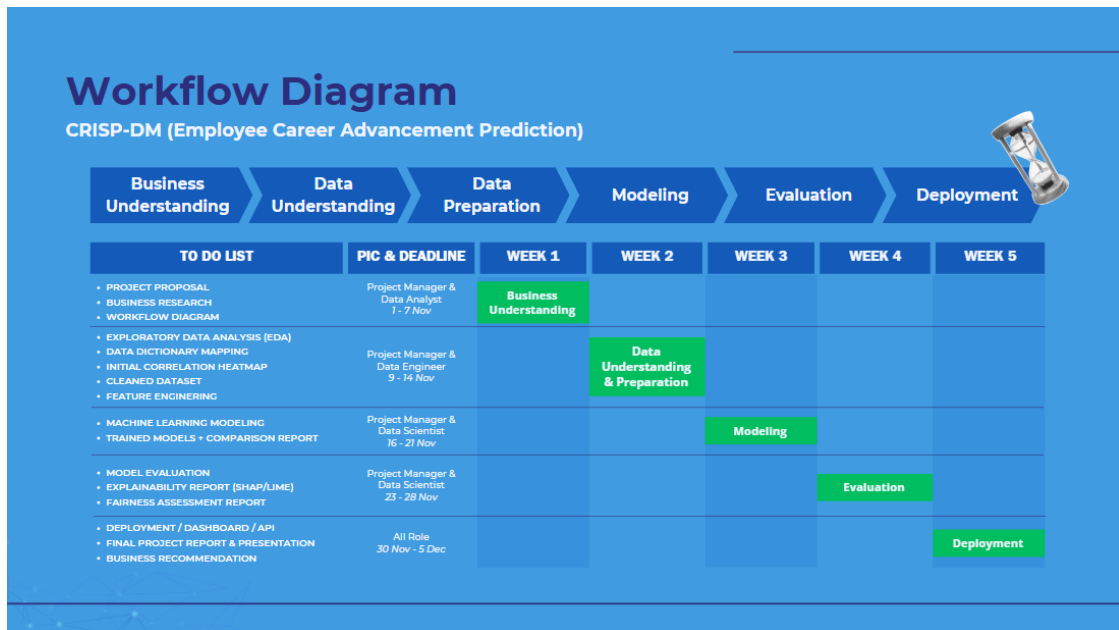 Workflow Diagram
CRISP-DM (Employee Career Advancement Prediction)
Business
Understanding
Data
Understanding
Data
Preparation
Modeling
Evaluation
Deployment
TO DO LIST
PIC & DEADLINE
WEEK 1
WEEK 2
WEEK 3
WEEK 4
WEEK 5
• PROJECT PROPOSAL
• BUSINESS RESEARCH
• WORKFLOW DIAGRAM
Project Manager &
Data Analyst
1 - 7 Nov
Business
Understanding
• EXPLORATORY DATA ANALYSIS (EDA)
• DATA DICTIONARY MAPPING
• INITIAL CORRELATION HEATMAP
• CLEANED DATASET
• FEATURE ENGINERING
Project Manager &
Data Engineer
9 - 14 Nov
Data
Understanding
& Preparation
• MACHINE LEARNING MODELING
• TRAINED MODELS + COMPARISON REPORT
Project Manager &
Data Scientist
16 - 21 Nov
Modeling
• MODEL EVALUATION
• EXPLAINABILITY REPORT (SHAP/LIME)
• FAIRNESS ASSESSMENT REPORT
Project Manager &
Data Scientist
23 - 28 Nov
Evaluation
• DEPLOYMENT / DASHBOARD / API
• FINAL PROJECT REPORT & PRESENTATION
• BUSINESS RECOMMENDATION
All Role
30 Nov - 5 Dec
Deployment